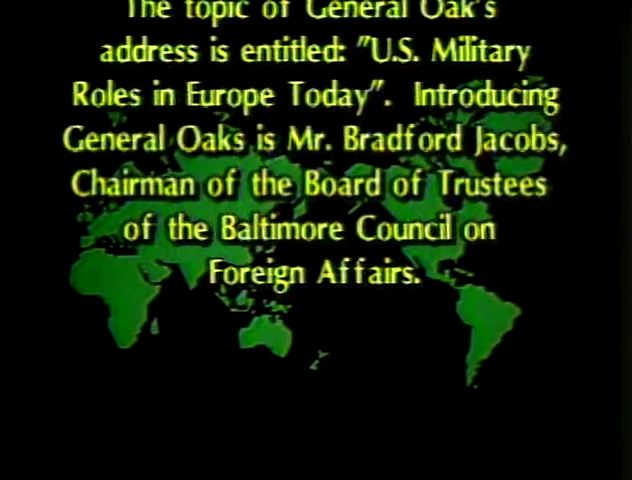 The topic of General Oak's
address is entitled: "U.S. Military
Roles in Europe Today". Introducing
General Oaks is Mr. Bradford Jacobs,
Chairman of the Board of Trustees
of the Baltimore Council on
Foreign Affairs.